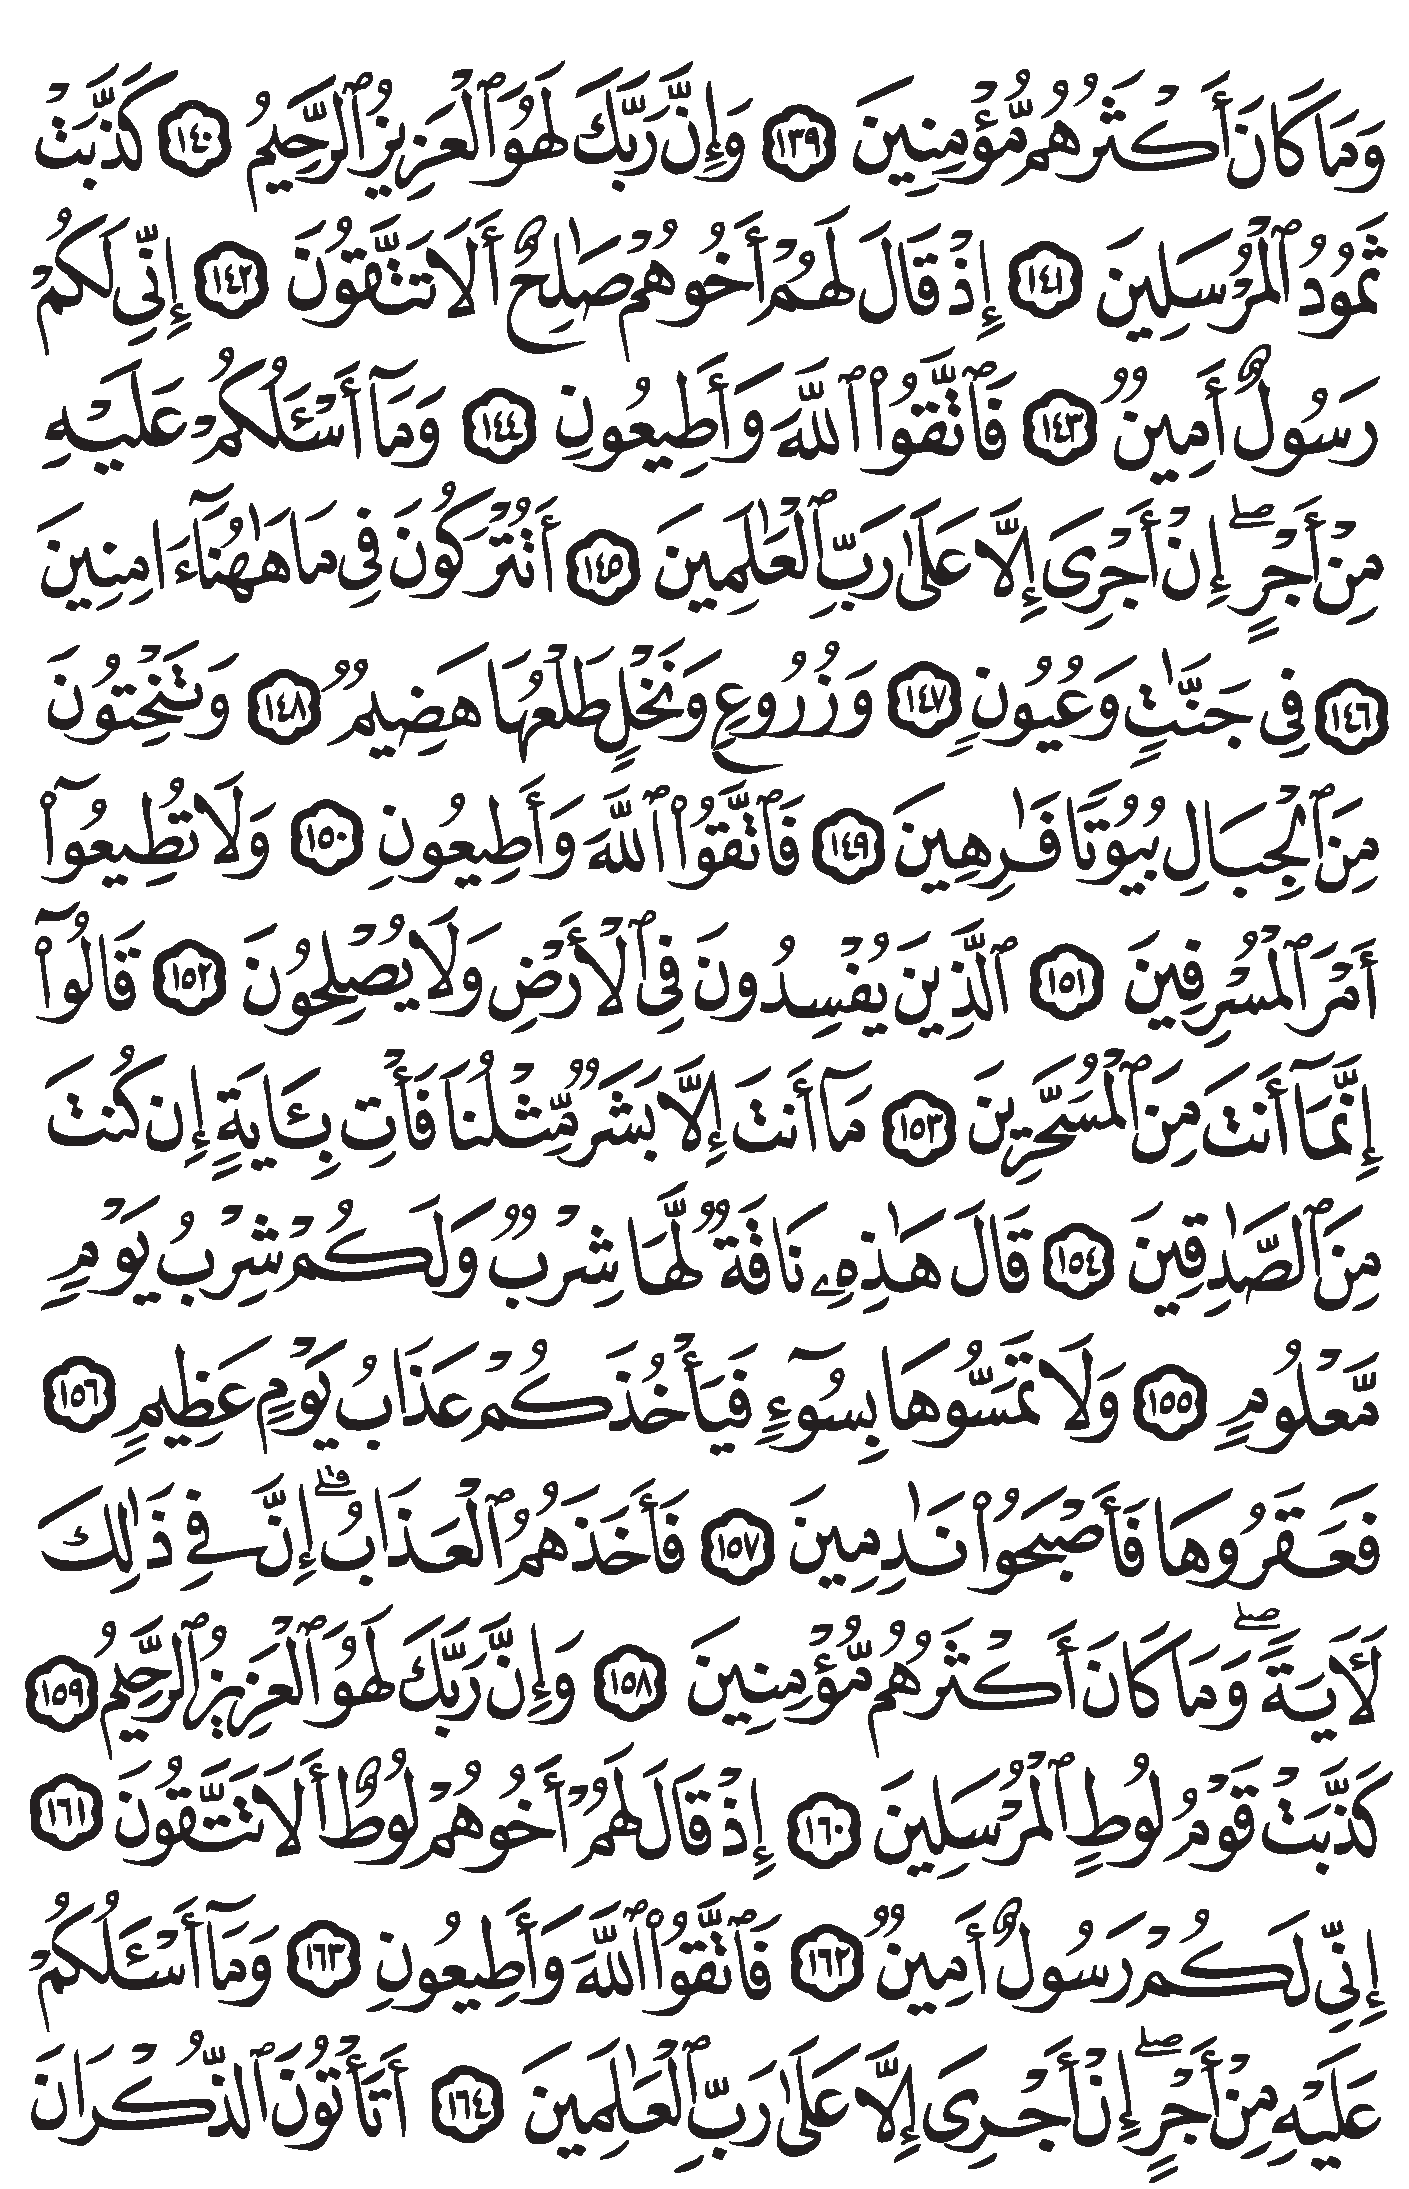 وَمَا كَانَ أَكْثَرُهُم مُّؤْمِنِينَ ١٣٩ وَإِنَّ رَبَّكَ لَهُوَ ٱلْعَزِيزُ ٱلرَّحِيمُ ١٤٠ كَذَّبَتْ
ثَمُودُ ٱلْمُرْسَلِينَ ١٤١ إِذْ قَالَ لَهُمْ أَخُوهُمْ صَٰلِحٌ أَلَا تَتَّقُونَ ١٤٢ إِنِّى لَكُمْ
رَسُولٌ أَمِينٌ ١٤٣ فَٱتَّقُوا۟ ٱللَّهَ وَأَطِيعُونِ ١٤٤ وَمَآ أَسْـَٔلُكُمْ عَلَيْهِ
مِنْ أَجْرٍ ۖ إِنْ أَجْرِىَ إِلَّا عَلَىٰ رَبِّ ٱلْعَٰلَمِينَ ١٤٥ أَتُتْرَكُونَ فِى مَا هَٰهُنَآ ءَامِنِينَ
١٤٦ فِى جَنَّٰتٍ وَعُيُونٍ ١٤٧ وَزُرُوعٍ وَنَخْلٍ طَلْعُهَا هَضِيمٌ ١٤٨ وَتَنْحِتُونَ
مِنَ ٱلْجِبَالِ بُيُوتًا فَٰرِهِينَ ١٤٩ فَٱتَّقُوا۟ ٱللَّهَ وَأَطِيعُونِ ١٥٠ وَلَا تُطِيعُوٓا۟
أَمْرَ ٱلْمُسْرِفِينَ ١٥١ ٱلَّذِينَ يُفْسِدُونَ فِى ٱلْأَرْضِ وَلَا يُصْلِحُونَ ١٥٢ قَالُوٓا۟
إِنَّمَآ أَنتَ مِنَ ٱلْمُسَحَّرِينَ ١٥٣ مَآ أَنتَ إِلَّا بَشَرٌ مِّثْلُنَا فَأْتِ بِـَٔايَةٍ إِن كُنتَ
مِنَ ٱلصَّٰدِقِينَ ١٥٤ قَالَ هَٰذِهِۦ نَاقَةٌ لَّهَا شِرْبٌ وَلَكُمْ شِرْبُ يَوْمٍ
مَّعْلُومٍ ١٥٥ وَلَا تَمَسُّوهَا بِسُوٓءٍ فَيَأْخُذَكُمْ عَذَابُ يَوْمٍ عَظِيمٍ ١٥٦
فَعَقَرُوهَا فَأَصْبَحُوا۟ نَٰدِمِينَ ١٥٧ فَأَخَذَهُمُ ٱلْعَذَابُ ۗ إِنَّ فِى ذَٰلِكَ
لَـَٔايَةً ۖ وَمَا كَانَ أَكْثَرُهُم مُّؤْمِنِينَ ١٥٨ وَإِنَّ رَبَّكَ لَهُوَ ٱلْعَزِيزُ ٱلرَّحِيمُ ١٥٩
كَذَّبَتْ قَوْمُ لُوطٍ ٱلْمُرْسَلِينَ ١٦٠ إِذْ قَالَ لَهُمْ أَخُوهُمْ لُوطٌ أَلَا تَتَّقُونَ ١٦١
إِنِّى لَكُمْ رَسُولٌ أَمِينٌ ١٦٢ فَٱتَّقُوا۟ ٱللَّهَ وَأَطِيعُونِ ١٦٣ وَمَآ أَسْـَٔلُكُمْ
عَلَيْهِ مِنْ أَجْرٍ ۖ إِنْ أَجْرِىَ إِلَّا عَلَىٰ رَبِّ ٱلْعَٰلَمِينَ ١٦٤ أَتَأْتُونَ ٱلذُّكْرَانَ